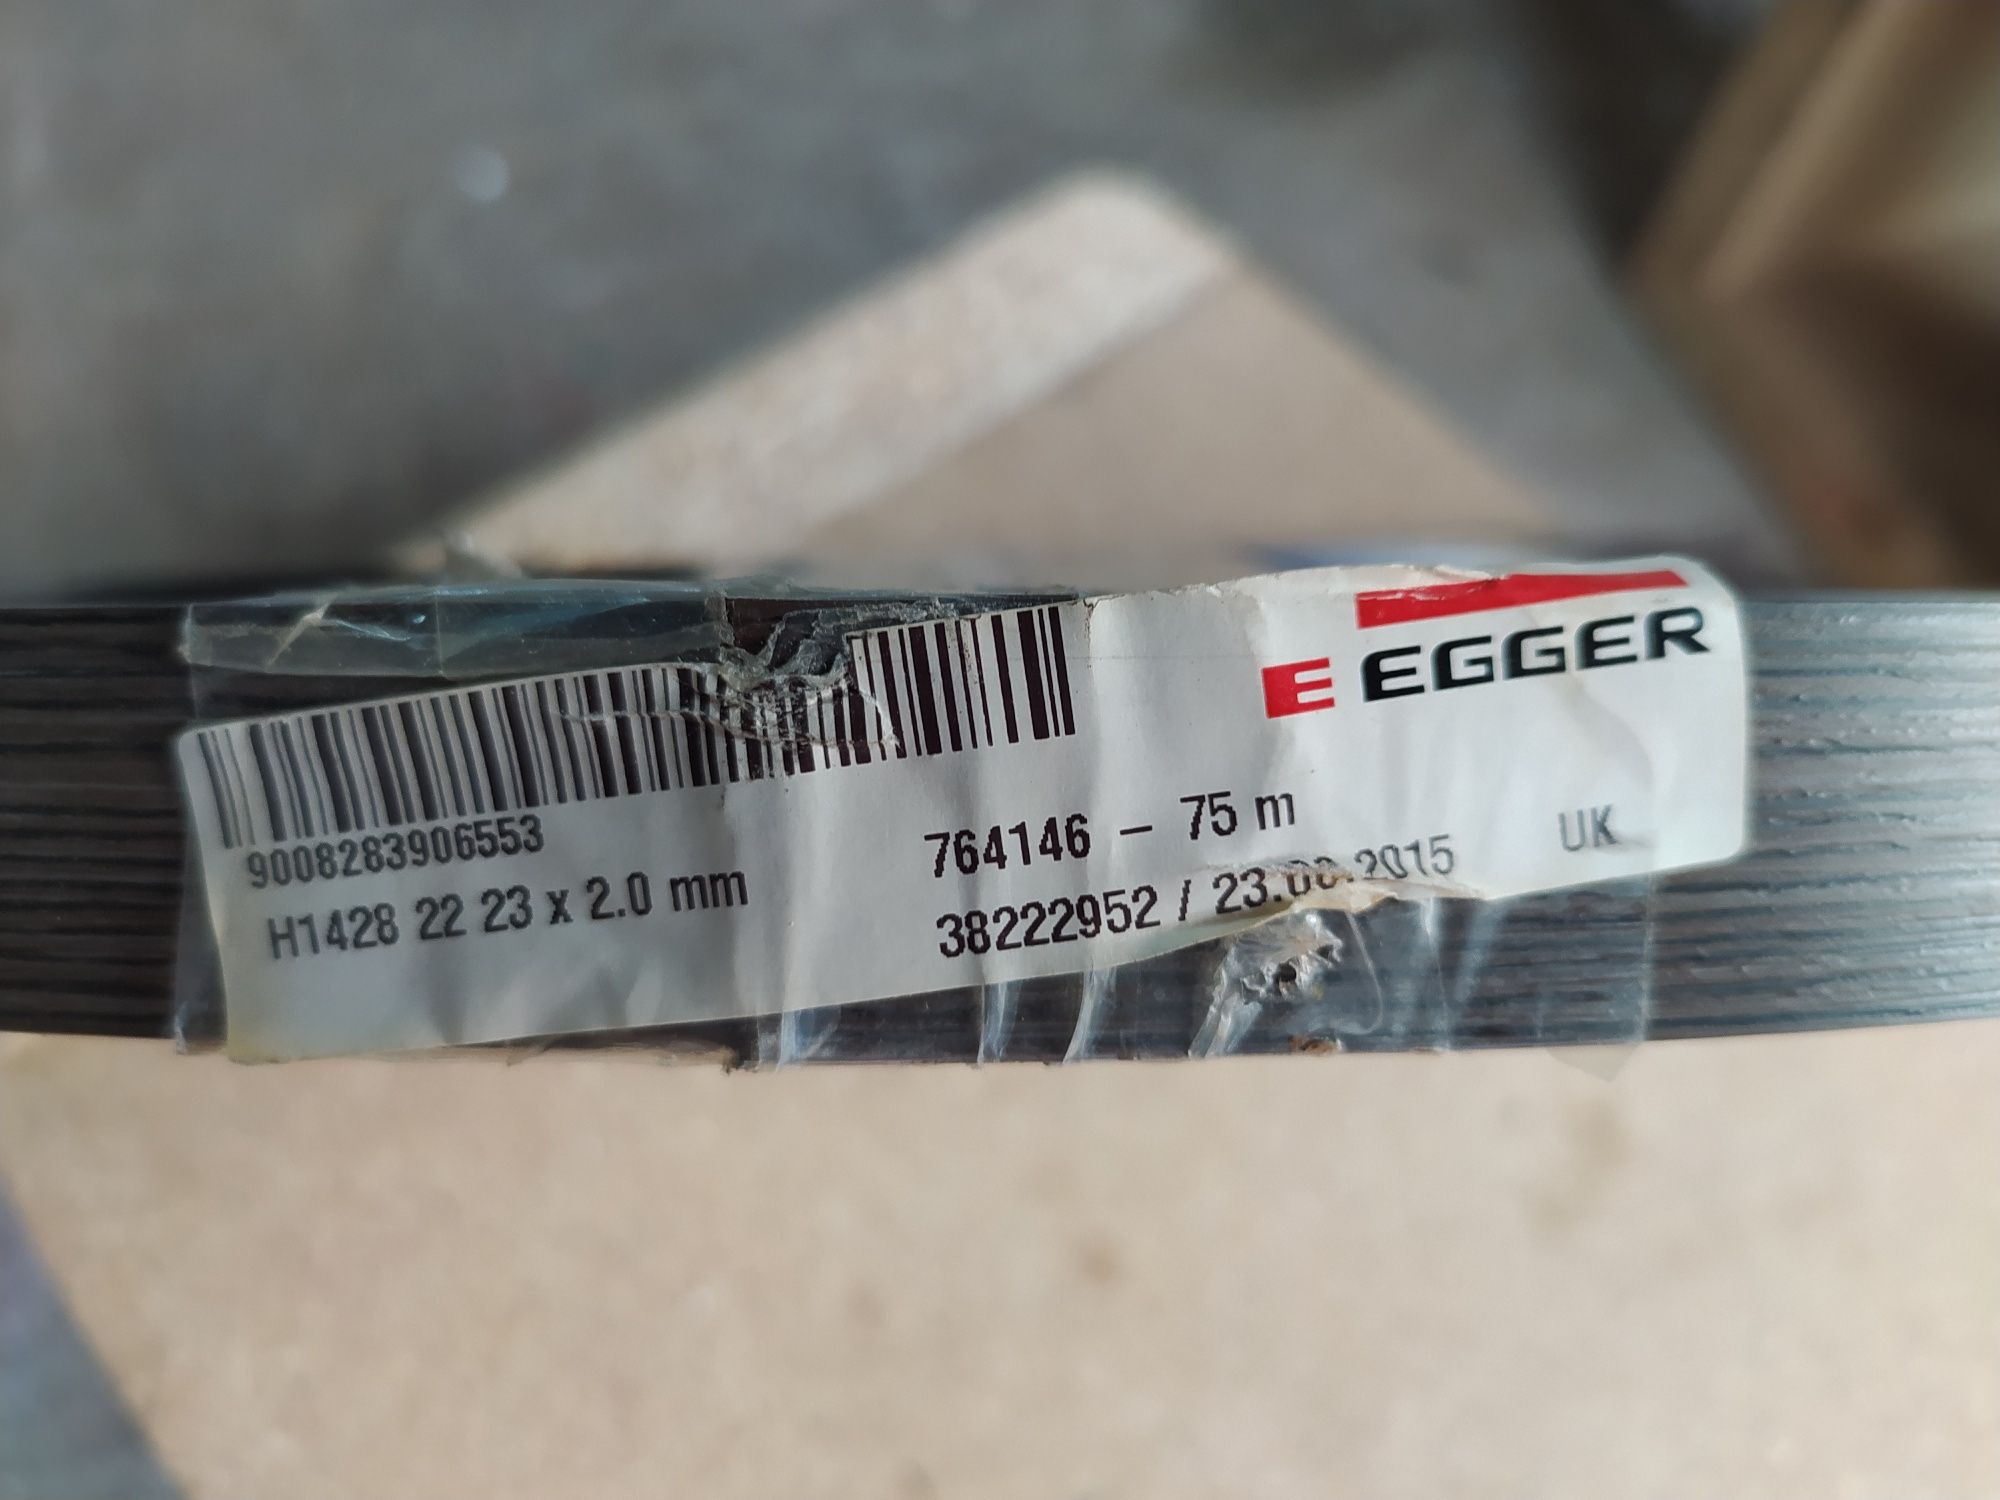 E EGGER
9008283906553
764146 – 75 m
UK
H1428 22 23 x 2.0 mm
38222952 / 23. .2015